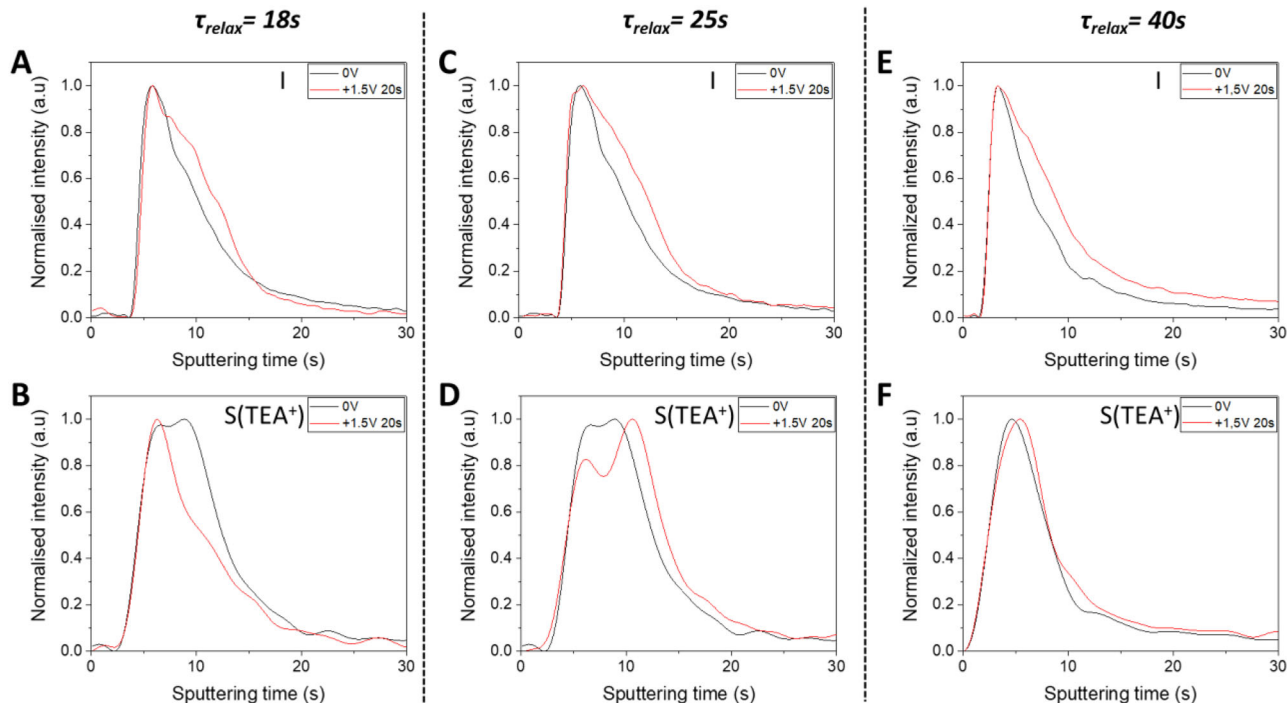 τrelax= 18s
τrelax= 25s
τrelax= 40s
A
I
0V
+1.5V 20s
Normalised intensity (a.u)
1.0
0.8
0.6
0.4
0.2
0.0
0 10 20 30
Sputtering time (s)
C
I
0V
+1.5V 20s
Normalised intensity (a.u)
1.0
0.8
0.6
0.4
0.2
0.0
0 10 20 30
Sputtering time (s)
E
I
0V
+1.5V 20s
Normalized intensity (a.u)
1.0
0.8
0.6
0.4
0.2
0.0
0 10 20 30
Sputtering time (s)
B
S(TEA⁺)
0V
+1.5V 20s
Normalised intensity (a.u)
1.0
0.8
0.6
0.4
0.2
0.0
0 10 20 30
Sputtering time (s)
D
S(TEA⁺)
0V
+1.5V 20s
Normalised intensity (a.u)
1.0
0.8
0.6
0.4
0.2
0.0
0 10 20 30
Sputtering time (s)
F
S(TEA⁺)
0V
+1,5V 20s
Normalized intensity (a.u)
1.0
0.8
0.6
0.4
0.2
0.0
0 10 20 30
Sputtering time (s)